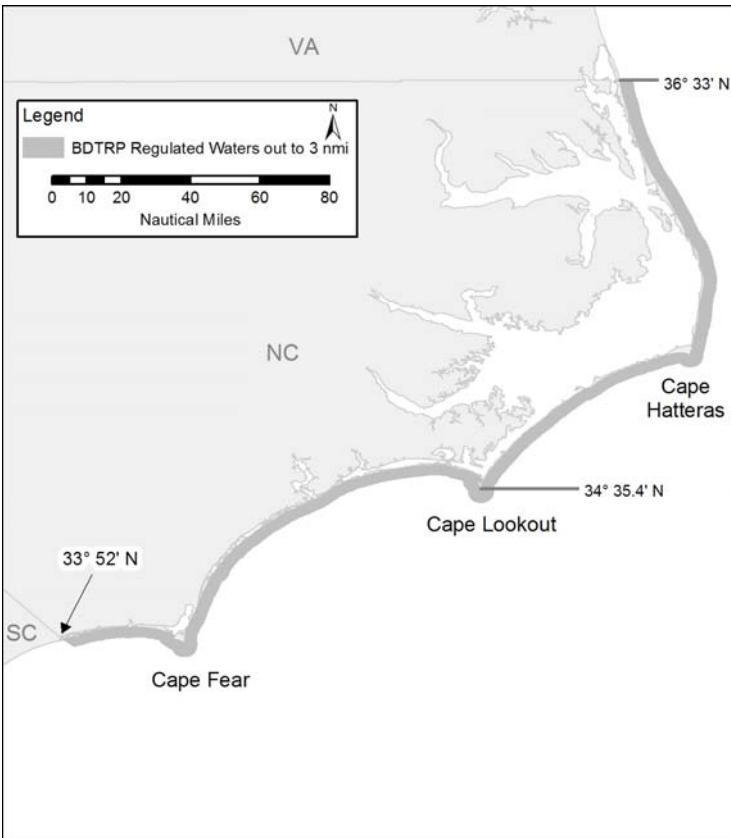 VA
36° 33' N
Legend
N
BDTRP Regulated Waters out to 3 nmi
0 10 20 40 60 80
Nautical Miles
NC
Cape
Hatteras
34° 35.4' N
Cape Lookout
33° 52' N
SC
Cape Fear